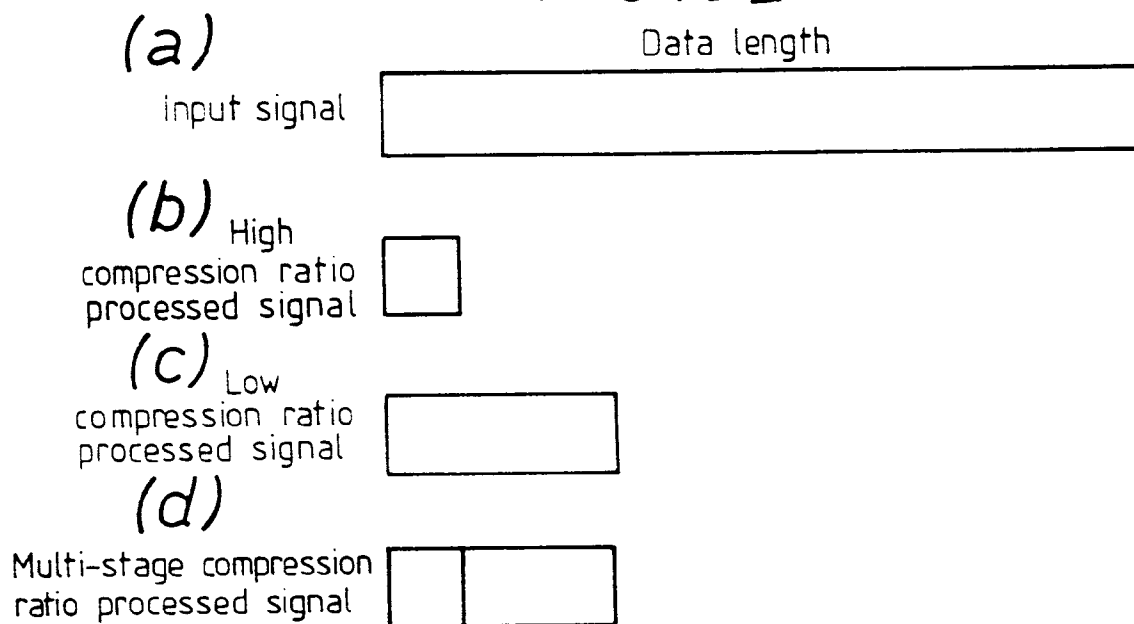 (a)
Data length
input signal
(b)
High
compression ratio
processed signal
(c)
Low
compression ratio
processed signal
(d)
Multi-stage compression
ratio processed signal